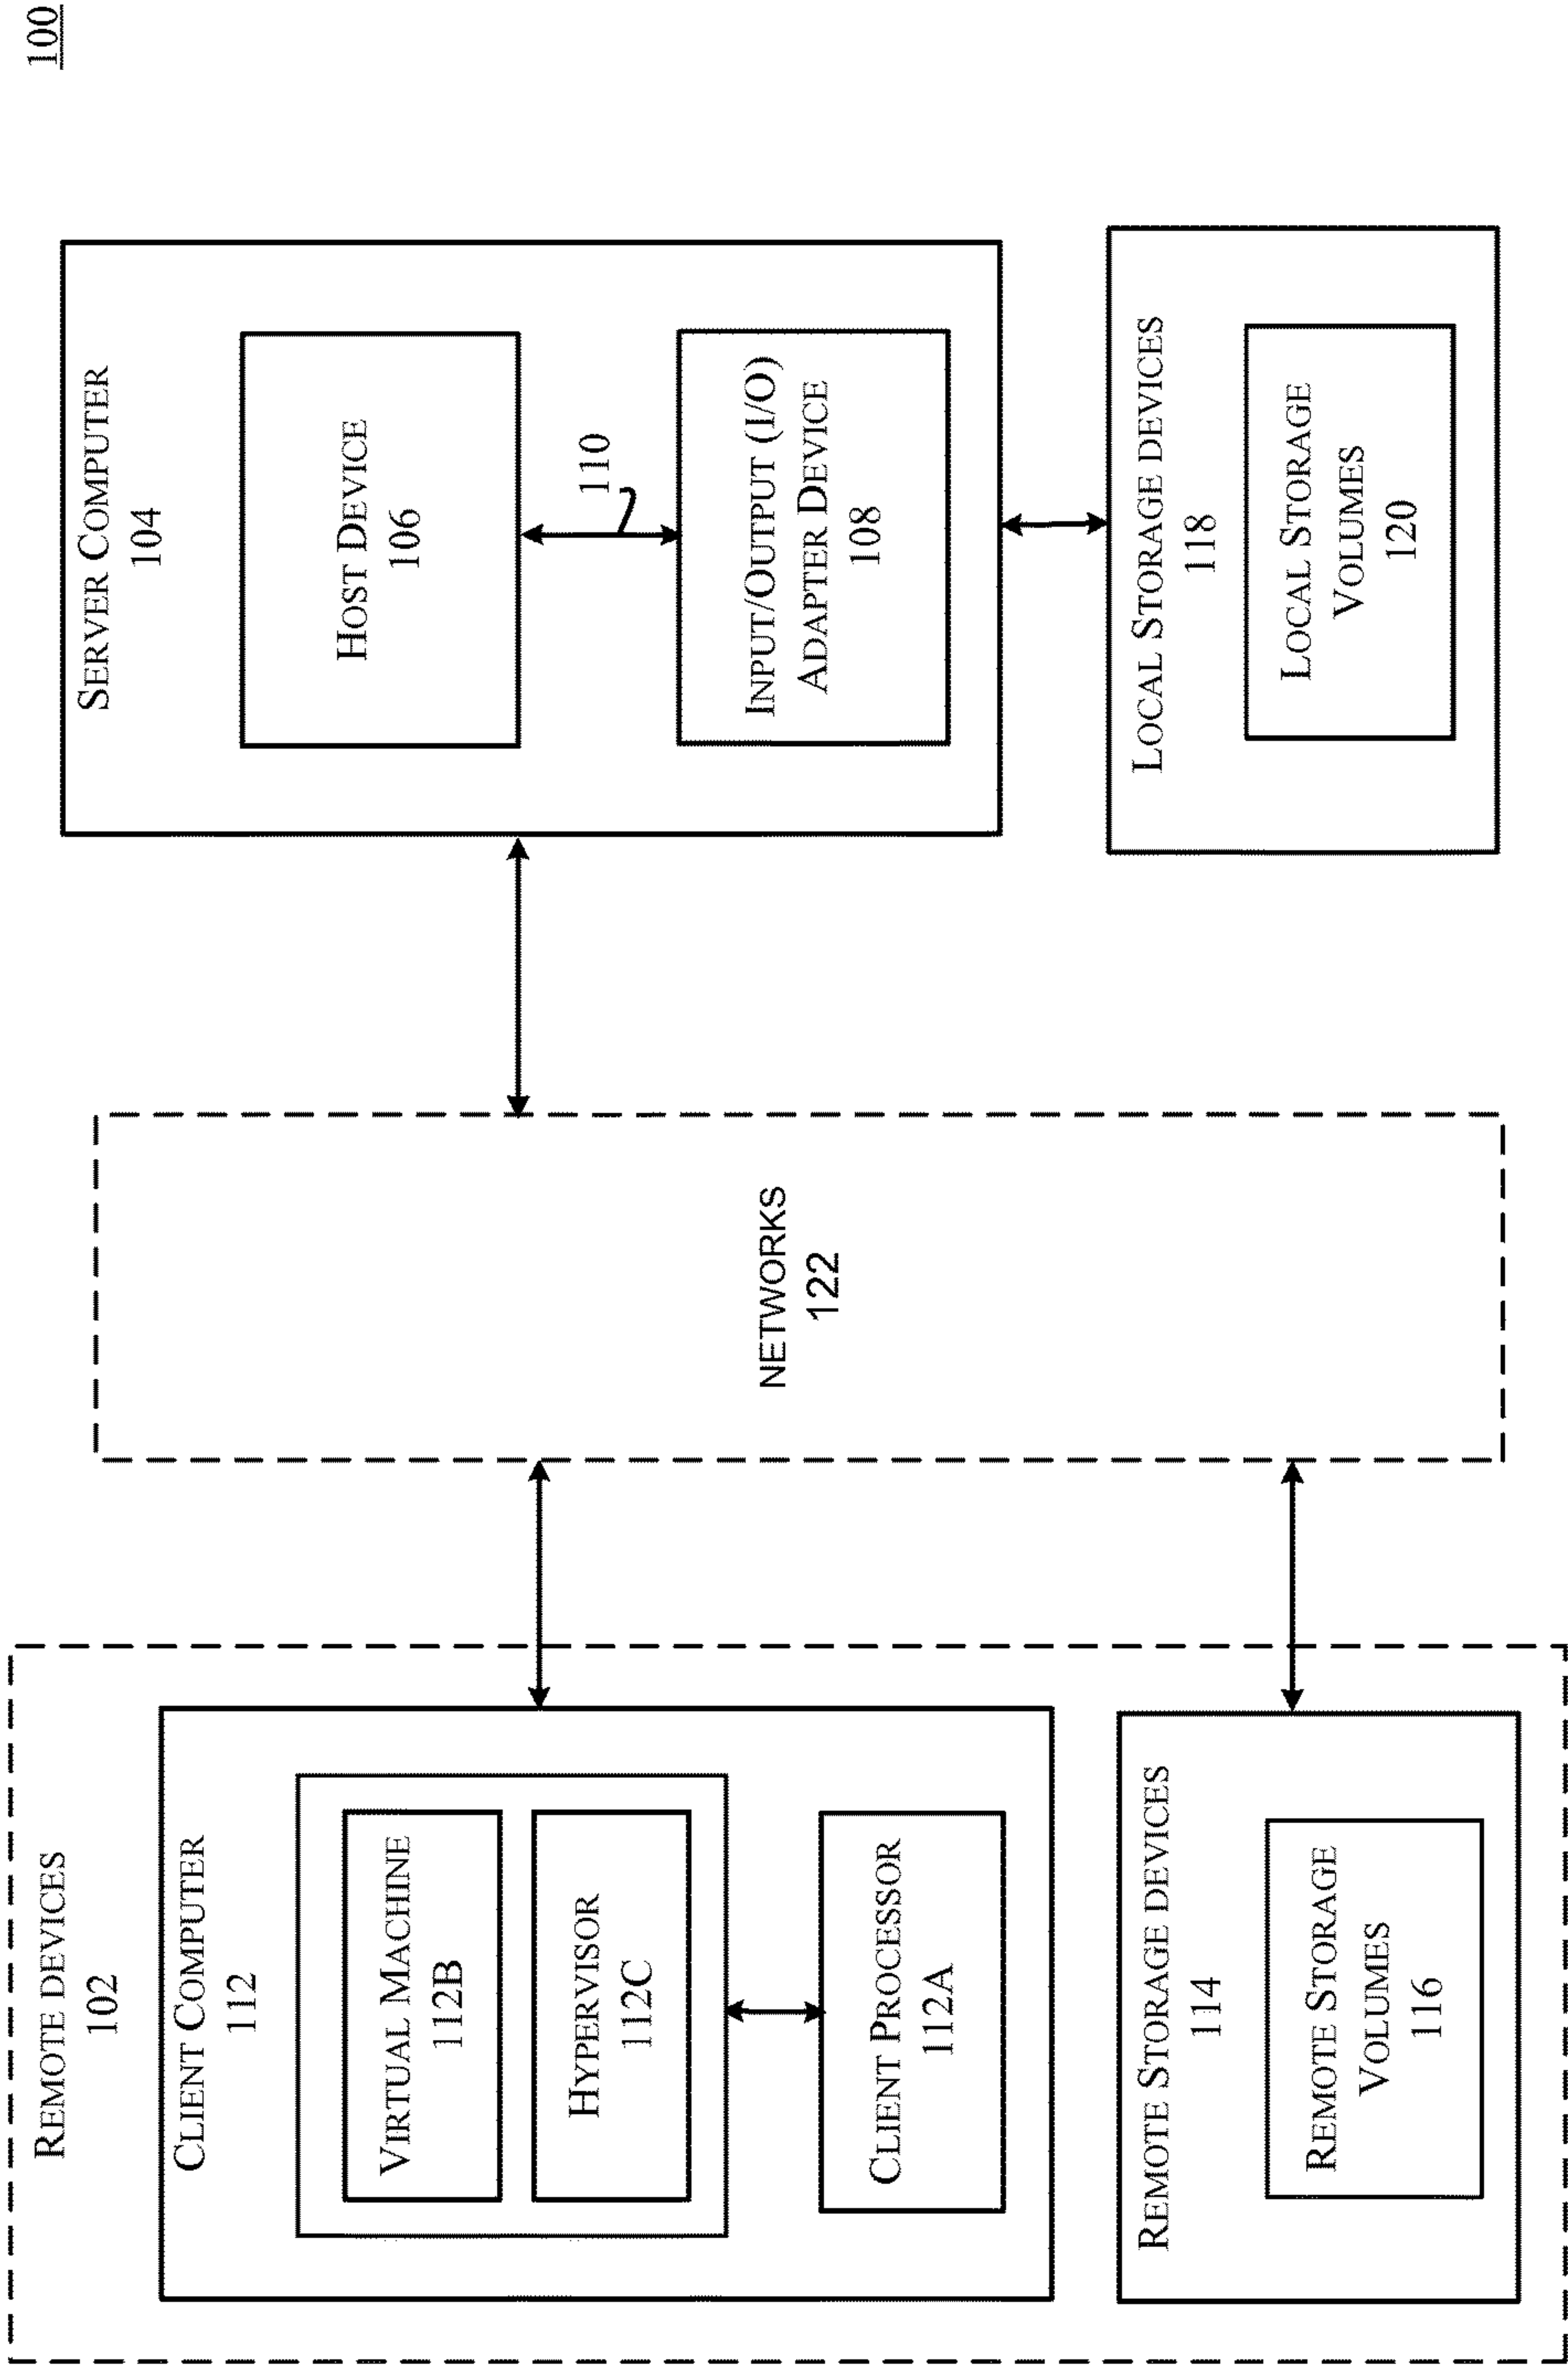 100
REMOTE DEVICES
102
CLIENT COMPUTER
112
VIRTUAL MACHINE
112B
HYPERVISOR
112C
CLIENT PROCESSOR
112A
REMOTE STORAGE DEVICES
114
REMOTE STORAGE
VOLUMES
116
NETWORKS
122
SERVER COMPUTER
104
HOST DEVICE
106
110
INPUT/OUTPUT (I/O)
ADAPTER DEVICE
108
LOCAL STORAGE DEVICES
118
LOCAL STORAGE
VOLUMES
120